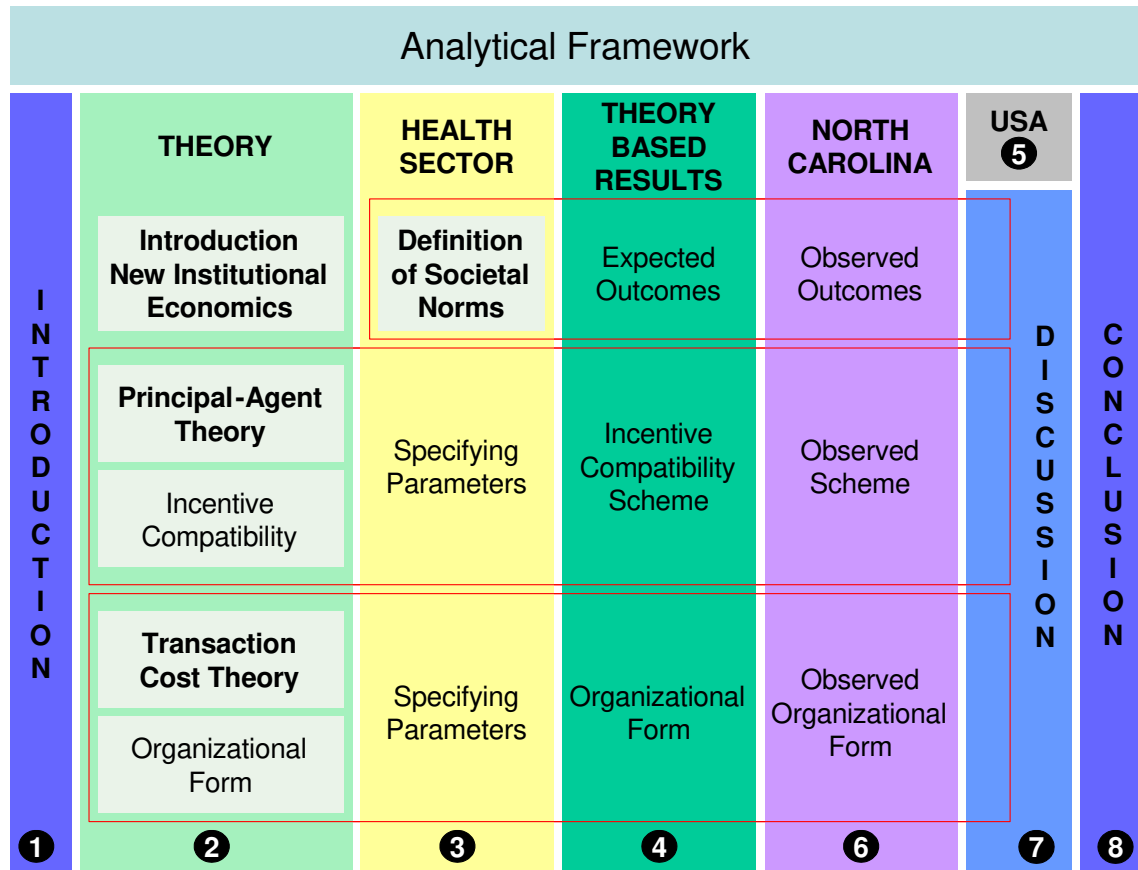 Analytical Framework
INTRODUCTION
1
THEORY
Introduction
New Institutional
Economics
Principal-Agent
Theory
Incentive
Compatibility
Transaction
Cost Theory
Organizational
Form
2
HEALTH
SECTOR
Definition
of Societal
Norms
Specifying
Parameters
Specifying
Parameters
3
THEORY
BASED
RESULTS
Expected
Outcomes
Incentive
Compatibility
Scheme
Organizational
Form
4
NORTH
CAROLINA
Observed
Outcomes
Observed
Scheme
Observed
Organizational
Form
6
USA
5
DISCUSSION
7
CONCLUSION
8